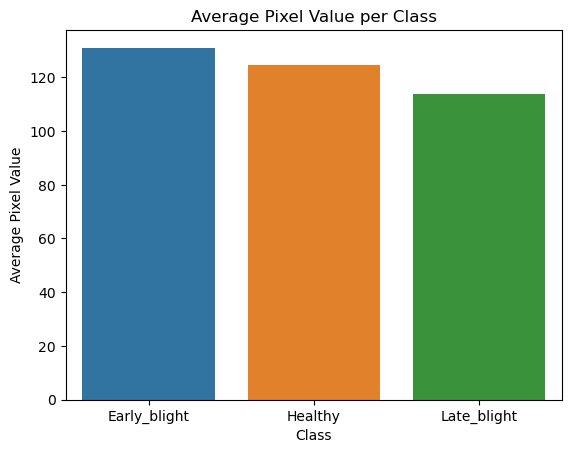 Average Pixel Value per Class
Average Pixel Value
120
100
80
60
40
20
0
Early_blight Healthy Late_blight
Class